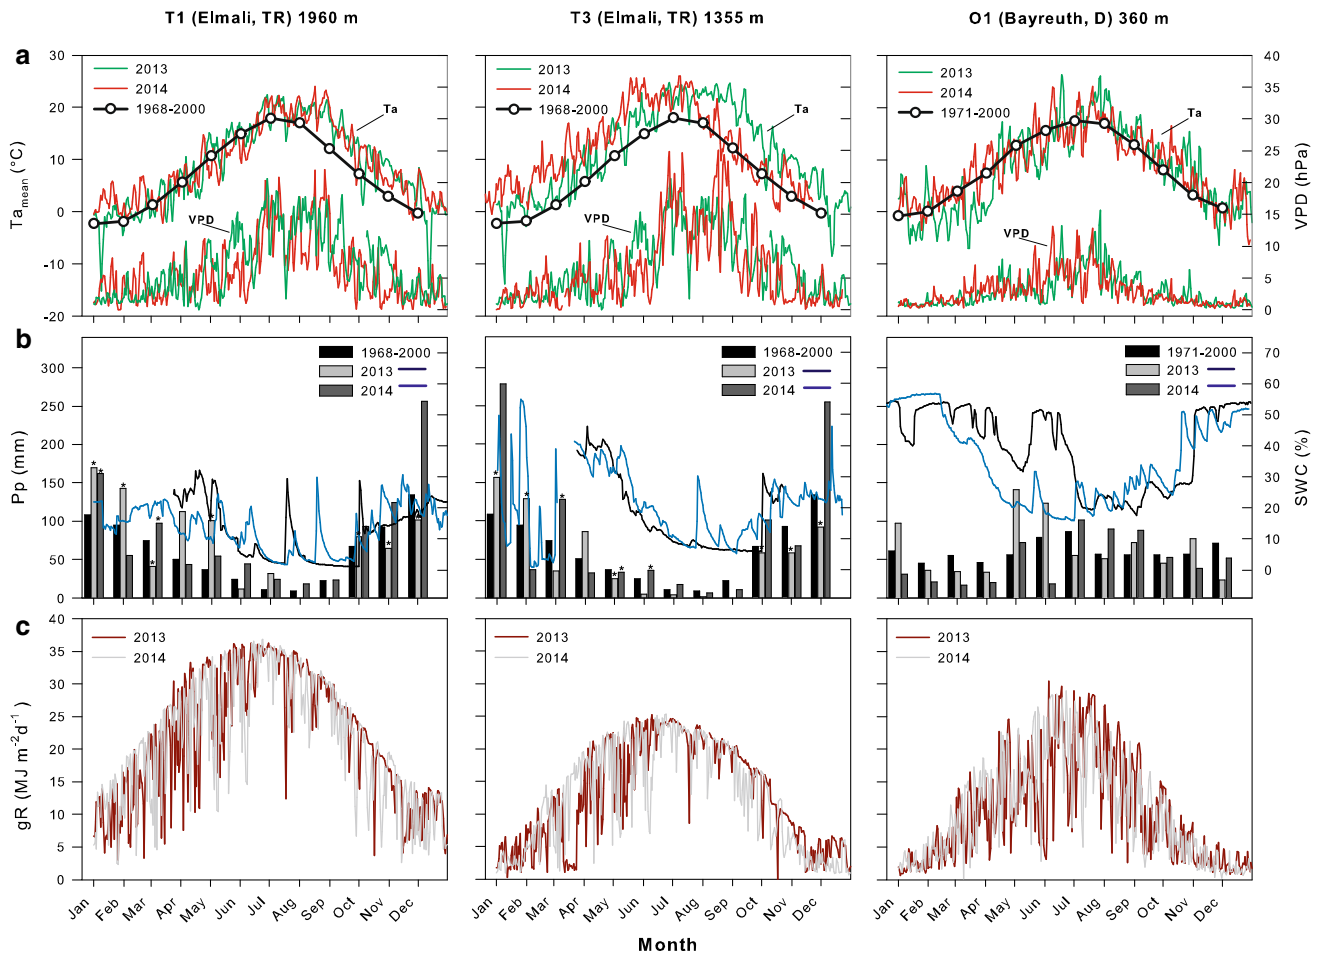 T1 (Elmali, TR) 1960 m
T3 (Elmali, TR) 1355 m
O1 (Bayreuth, D) 360 m
a
Ta mean (°C)
30
20
10
0
-10
-20
2013
2014
1968-2000
Ta
VPD
2013
2014
1968-2000
Ta
VPD
2013
2014
1971-2000
Ta
VPD
40
35
30
25
20
15
10
5
0
VPD (hPa)
b
Pp (mm)
300
250
200
150
100
50
0
1968-2000
2013
2014
* * * * * * * *
1968-2000
2013
2014
* * * * * * * * *
1971-2000
2013
2014
70
60
50
40
30
20
10
0
SWC (%)
c
gR (MJ m-2d-1)
40
35
30
25
20
15
10
5
0
2013
2014
2013
2014
2013
2014
Jan Feb Mar Apr May Jun Jul Aug Sep Oct Nov Dec
Jan Feb Mar Apr May Jun Jul Aug Sep Oct Nov Dec
Jan Feb Mar Apr May Jun Jul Aug Sep Oct Nov Dec
Month